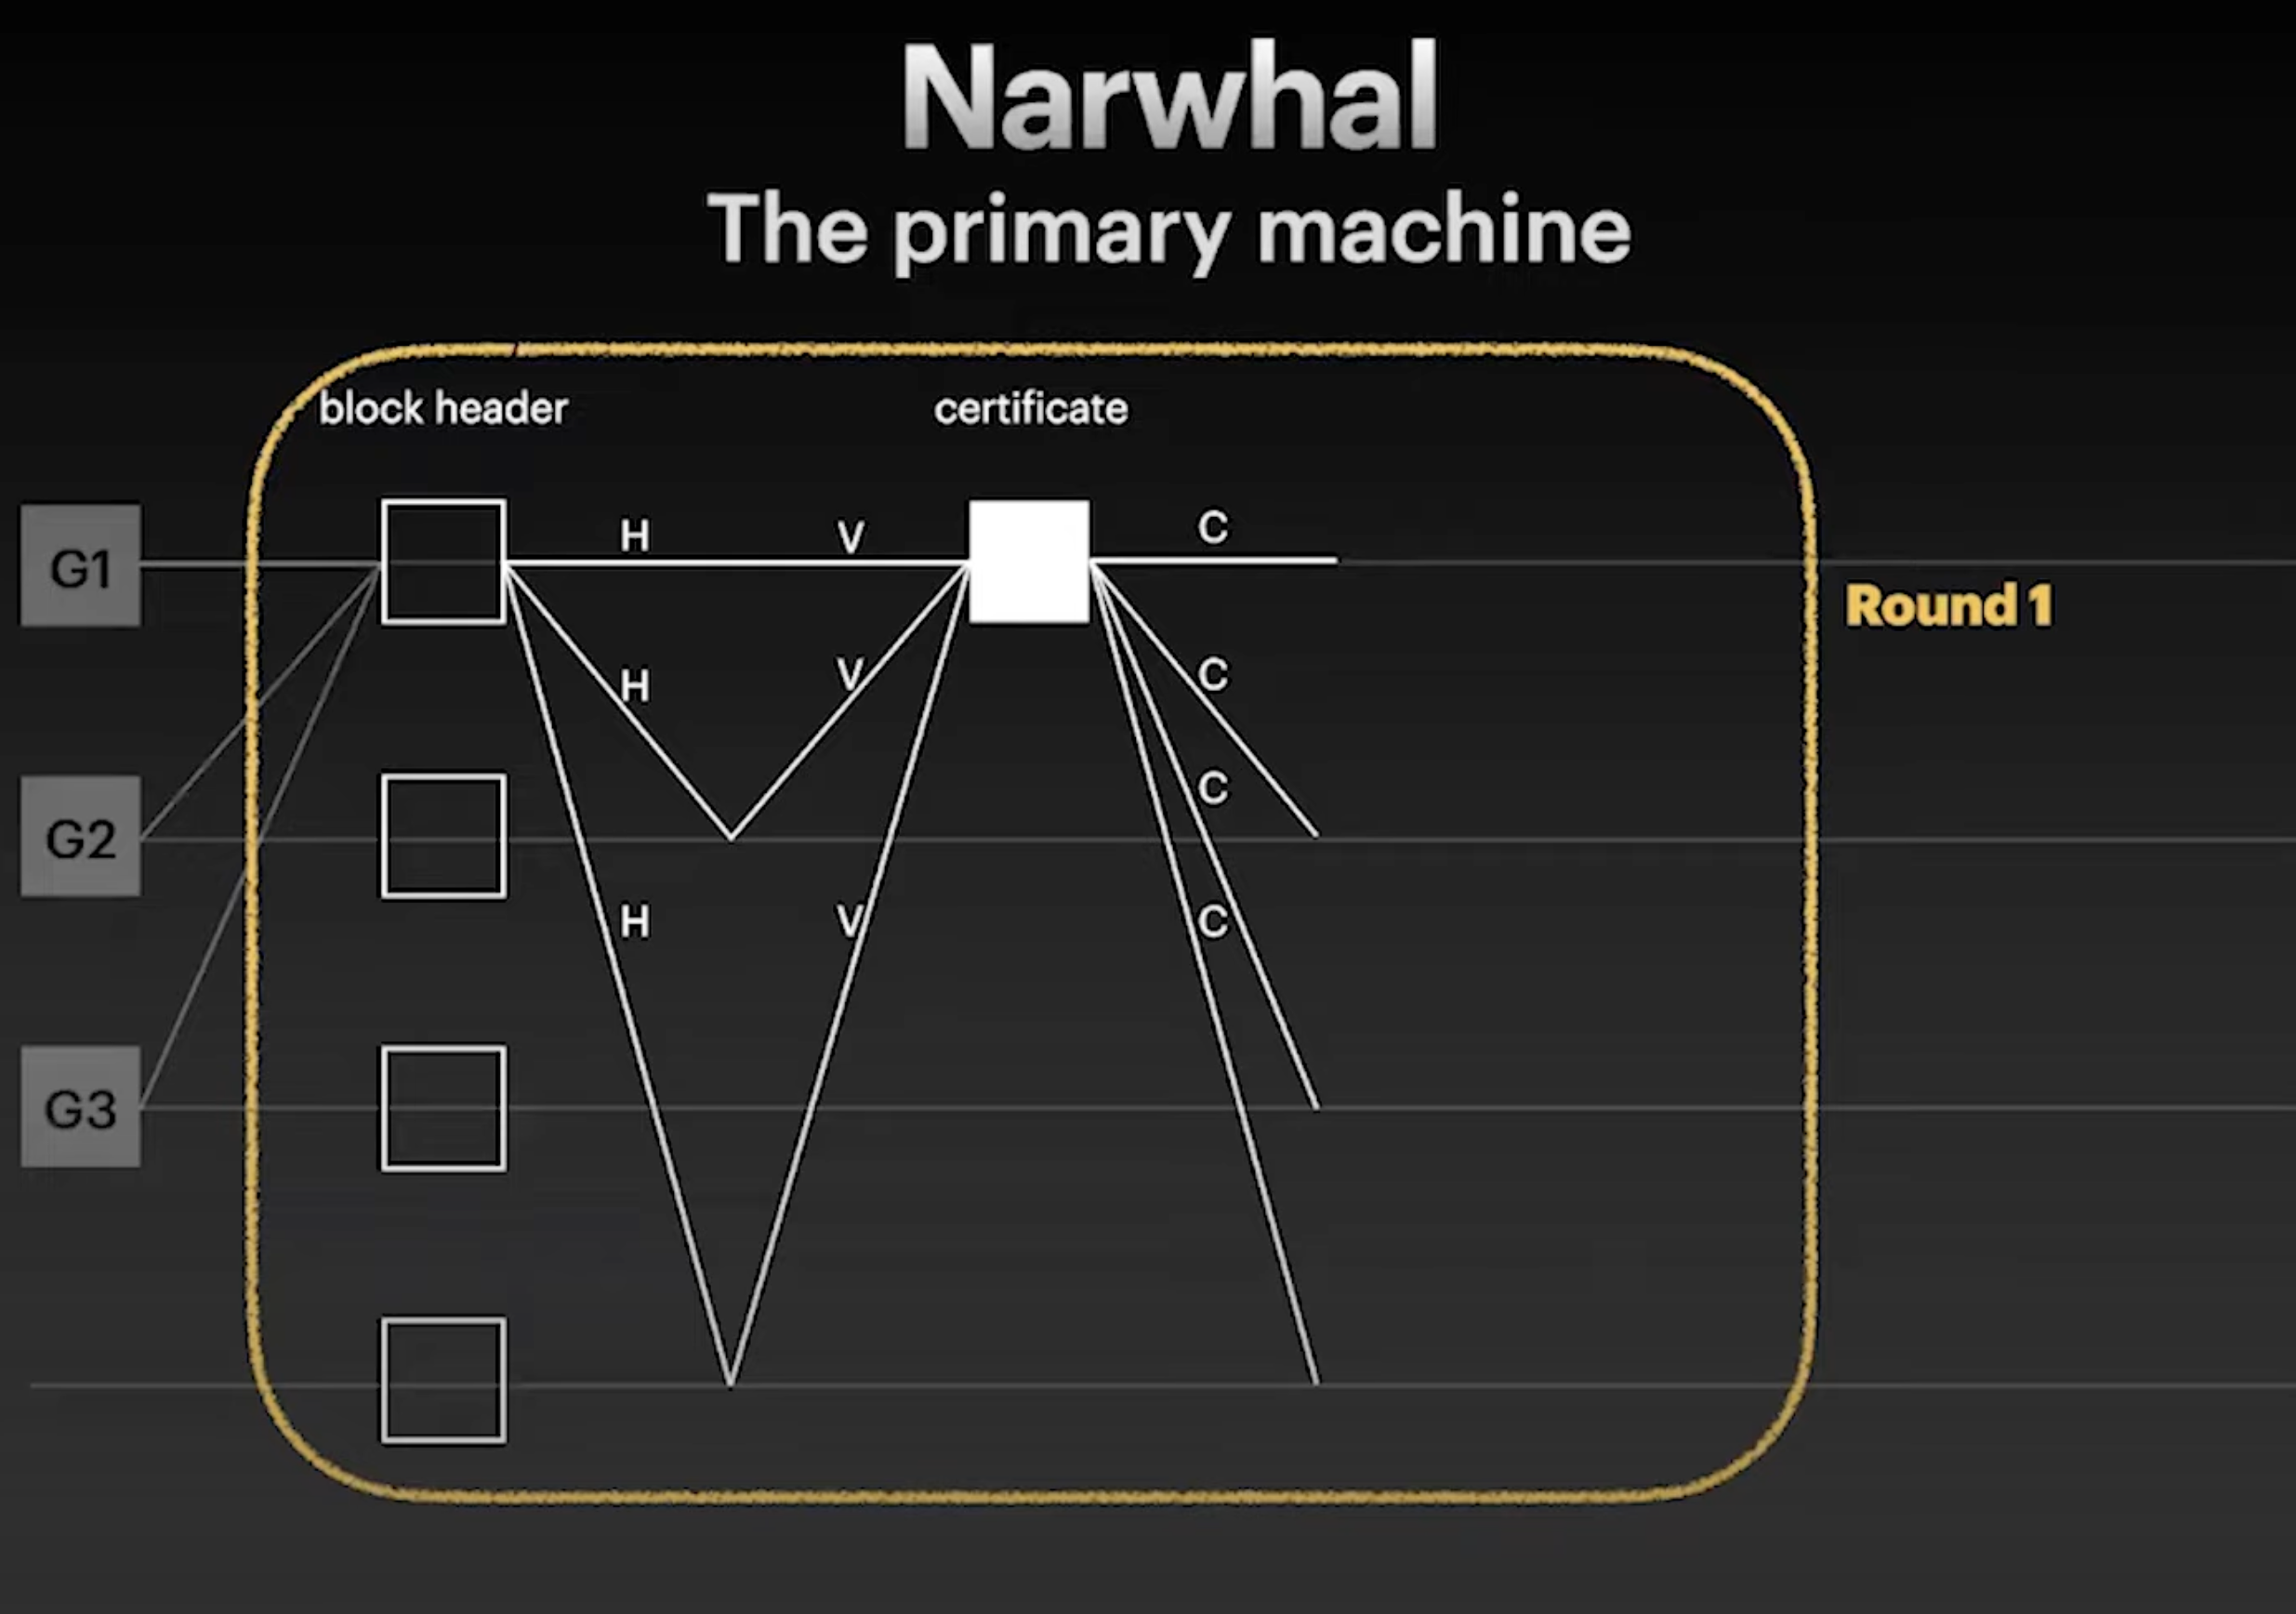 Narwhal
The primary machine
block header
certificate
G1
H
V
C
Round 1
H
V
C
C
G2
H
V
C
G3